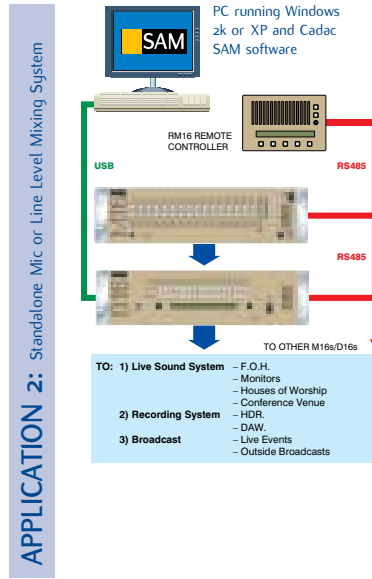 APPLICATION 2: Standalone Mic or Line Level Mixing System
SAM
PC running Windows
2k or XP and Cadac
SAM software
RM16 REMOTE
CONTROLLER
USB
RS485
RS485
TO OTHER M16s/D16s
TO: 1) Live Sound System – F.O.H.
– Monitors
– Houses of Worship
– Conference Venue
2) Recording System – HDR.
– DAW.
3) Broadcast – Live Events
– Outside Broadcasts